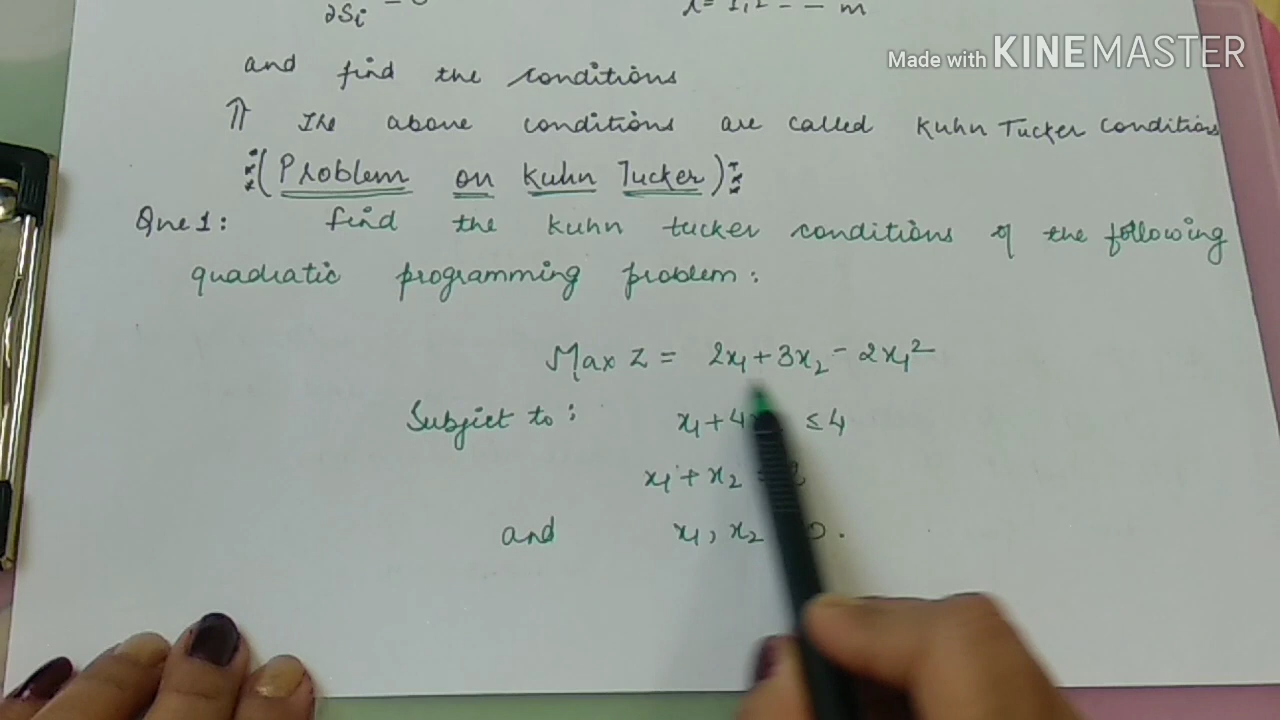 ∂Si
m
Made with KINEMASTER
and find the conditions
⇑ The above conditions are called Kuhn Tucker Conditions
(Problem on Kuhn Tucker)
Que 1: Find the kuhn tucker conditions of the following
quadratic programming problem:
Max Z = 2x₁ + 3x₂ - 2x₁²
Subject to: x₁ + 4 ≤ 4
x₁ + x₂
and x₁, x₂ 0.